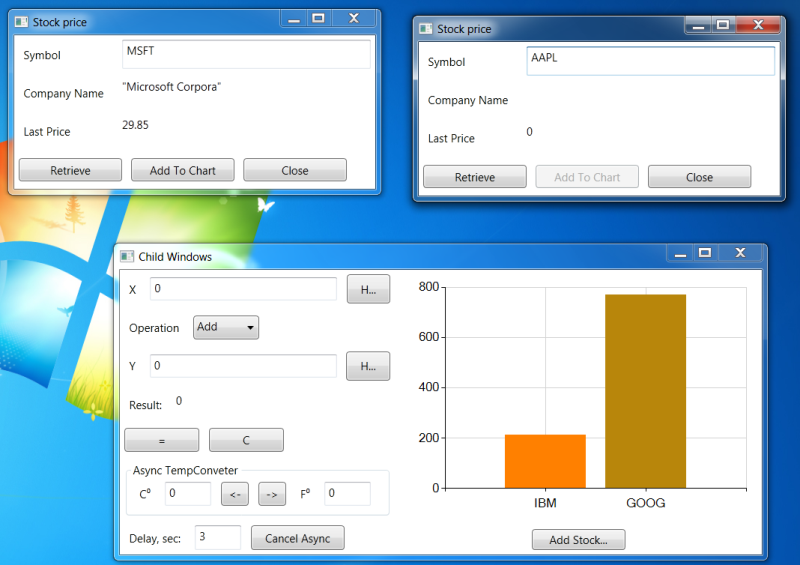 Stock price
Symbol MSFT
Company Name "Microsoft Corpora"
Last Price 29.85
Retrieve Add To Chart Close
Stock price
Symbol AAPL
Company Name
Last Price 0
Retrieve Add To Chart Close
Child Windows
X 0 H...
Operation Add
Y 0 H...
Result: 0
= C
Async TempConveter
C⁰ 0 <- -> F⁰ 0
Delay, sec: 3 Cancel Async
800
600
400
200
0
IBM GOOG
Add Stock...